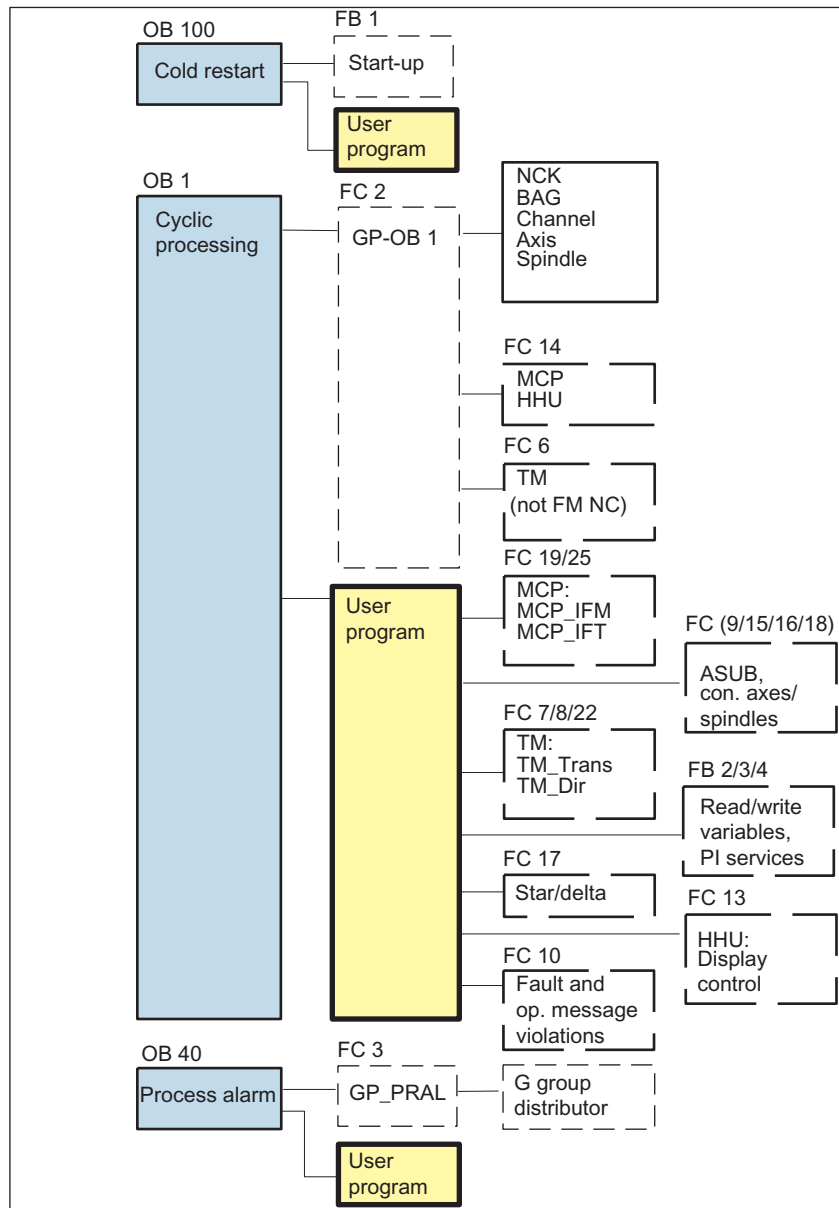 OB 100
Cold restart
FB 1
Start-up
User
program
OB 1
Cyclic
processing
FC 2
GP-OB 1
NCK
BAG
Channel
Axis
Spindle
FC 14
MCP
HHU
FC 6
TM
(not FM NC)
User
program
FC 19/25
MCP:
MCP_IFM
MCP_IFT
FC (9/15/16/18)
ASUB,
con. axes/
spindles
FC 7/8/22
TM:
TM_Trans
TM_Dir
FB 2/3/4
Read/write
variables,
PI services
FC 17
Star/delta
FC 13
HHU:
Display
control
FC 10
Fault and
op. message
violations
OB 40
Process alarm
FC 3
GP_PRAL
G group
distributor
User
program